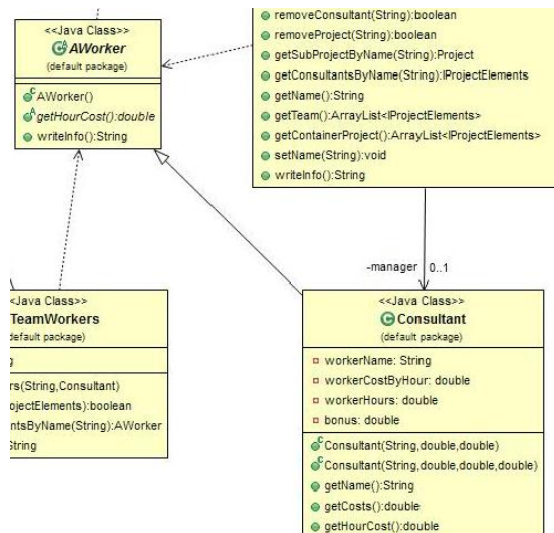 <<Java Class>>
AWorker
(default package)
AWorker()
getHourCost():double
writeInfo():String
removeConsultant(String):boolean
removeProject(String):boolean
getSubProjectByName(String):Project
getConsultantsByName(String):IProjectElements
getName():String
getTeam():ArrayList<IProjectElements>
getContainerProject():ArrayList<IProjectElements>
setName(String):void
writeInfo():String
-manager 0..1
<Java Class>>
TeamWorkers
default package)
rs(String,Consultant)
ojectElements):boolean
ntsByName(String):AWorker
String
<<Java Class>>
Consultant
(default package)
workerName: String
workerCostByHour: double
workerHours: double
bonus: double
Consultant(String,double,double)
Consultant(String,double,double,double)
getName():String
getCosts():double
getHourCost():double